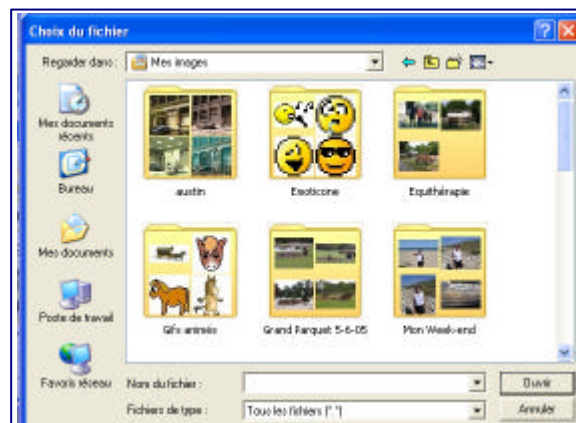 Choix du fichier
Regarder dans :
Mes images
Mes documents
récents
Bureau
Mes documents
Poste de travail
Favoris réseau
austin
Emoticone
Equithérapie
Gifs animés
Grand Parquet 5-6-05
Mon Week-end
Nom du fichier :
Ouvrir
Fichiers de type :
Tous les fichiers (*.*)
Annuler